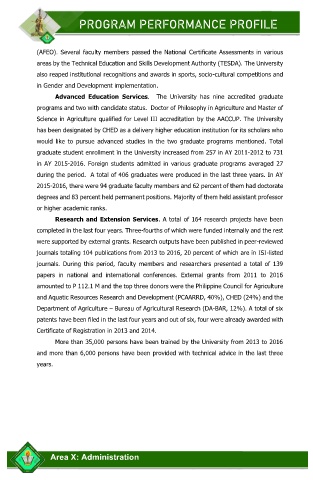 PROGRAM PERFORMANCE PROFILE
(AFED). Several faculty members passed the National Certificate Assessments in various
areas by the Technical Education and Skills Development Authority (TESDA). The University
also reaped institutional recognitions and awards in sports, socio-cultural competitions and
in Gender and Development implementation.
Advanced Education Services. The University has nine accredited graduate
programs and two with candidate status. Doctor of Philosophy in Agriculture and Master of
Science in Agriculture qualified for Level III accreditation by the AACCUP. The University
has been designated by CHED as a delivery higher education institution for its scholars who
would like to pursue advanced studies in the two graduate programs mentioned. Total
graduate student enrollment in the University increased from 257 in AY 2011-2012 to 731
in AY 2015-2016. Foreign students admitted in various graduate programs averaged 27
during the period. A total of 406 graduates were produced in the last three years. In AY
2015-2016, there were 94 graduate faculty members and 62 percent of them had doctorate
degrees and 83 percent held permanent positions. Majority of them held assistant professor
or higher academic ranks.
Research and Extension Services. A total of 164 research projects have been
completed in the last four years. Three-fourths of which were funded internally and the rest
were supported by external grants. Research outputs have been published in peer-reviewed
journals totaling 104 publications from 2013 to 2016, 20 percent of which are in ISI-listed
journals. During this period, faculty members and researchers presented a total of 139
papers in national and international conferences. External grants from 2011 to 2016
amounted to P 112.1 M and the top three donors were the Philippine Council for Agriculture
and Aquatic Resources Research and Development (PCAARRD, 40%), CHED (24%) and the
Department of Agriculture – Bureau of Agricultural Research (DA-BAR, 12%). A total of six
patents have been filed in the last four years and out of six, four were already awarded with
Certificate of Registration in 2013 and 2014.
More than 35,000 persons have been trained by the University from 2013 to 2016
and more than 6,000 persons have been provided with technical advice in the last three
years.
Area X: Administration